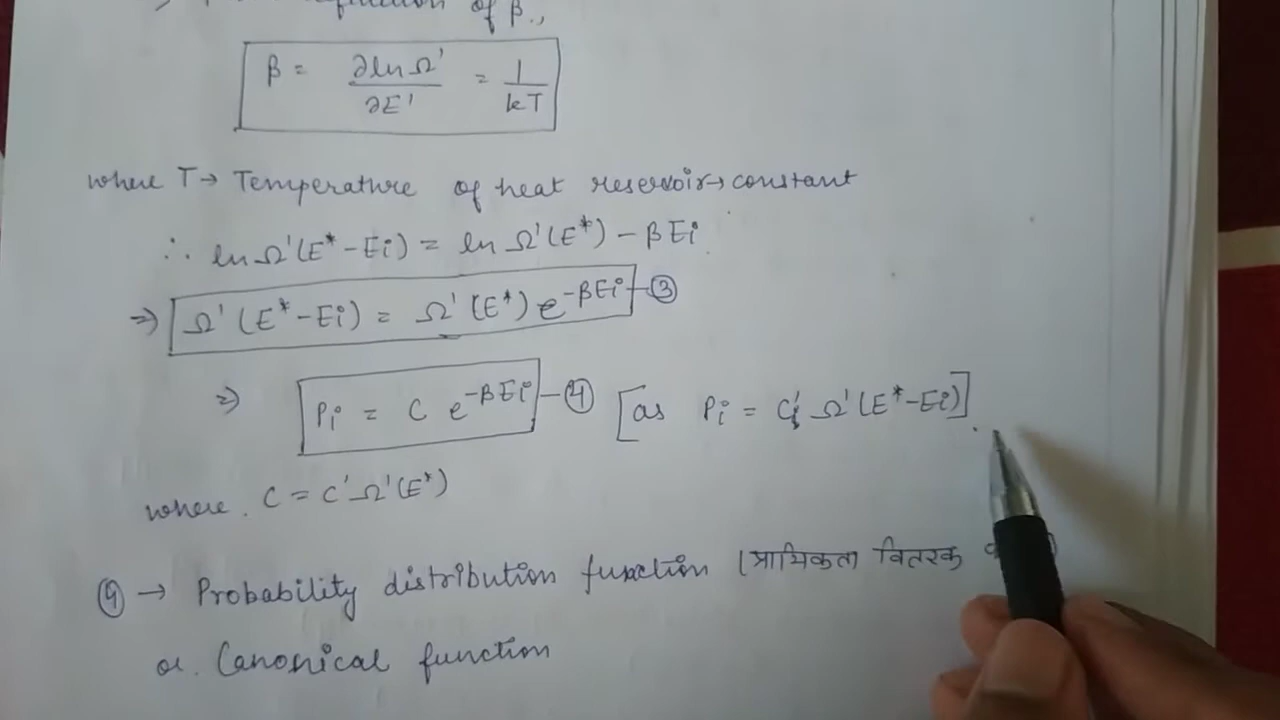 of β.,
β = ∂ln Ω' / ∂E' = 1 / kT
where T → Temperature of heat reservoir → constant
∴ ln Ω'(E* - Ei) = ln Ω'(E*) - βEi
⇒ Ω'(E* - Ei) = Ω'(E*) e^-βEi - ③
⇒ Pi = C e^-βEi - ④ [as Pi = C' Ω'(E* - Ei)].
where. C = C' Ω'(E*)
④ → Probability distribution function (प्रायिकता वितरक
or. Canonical function